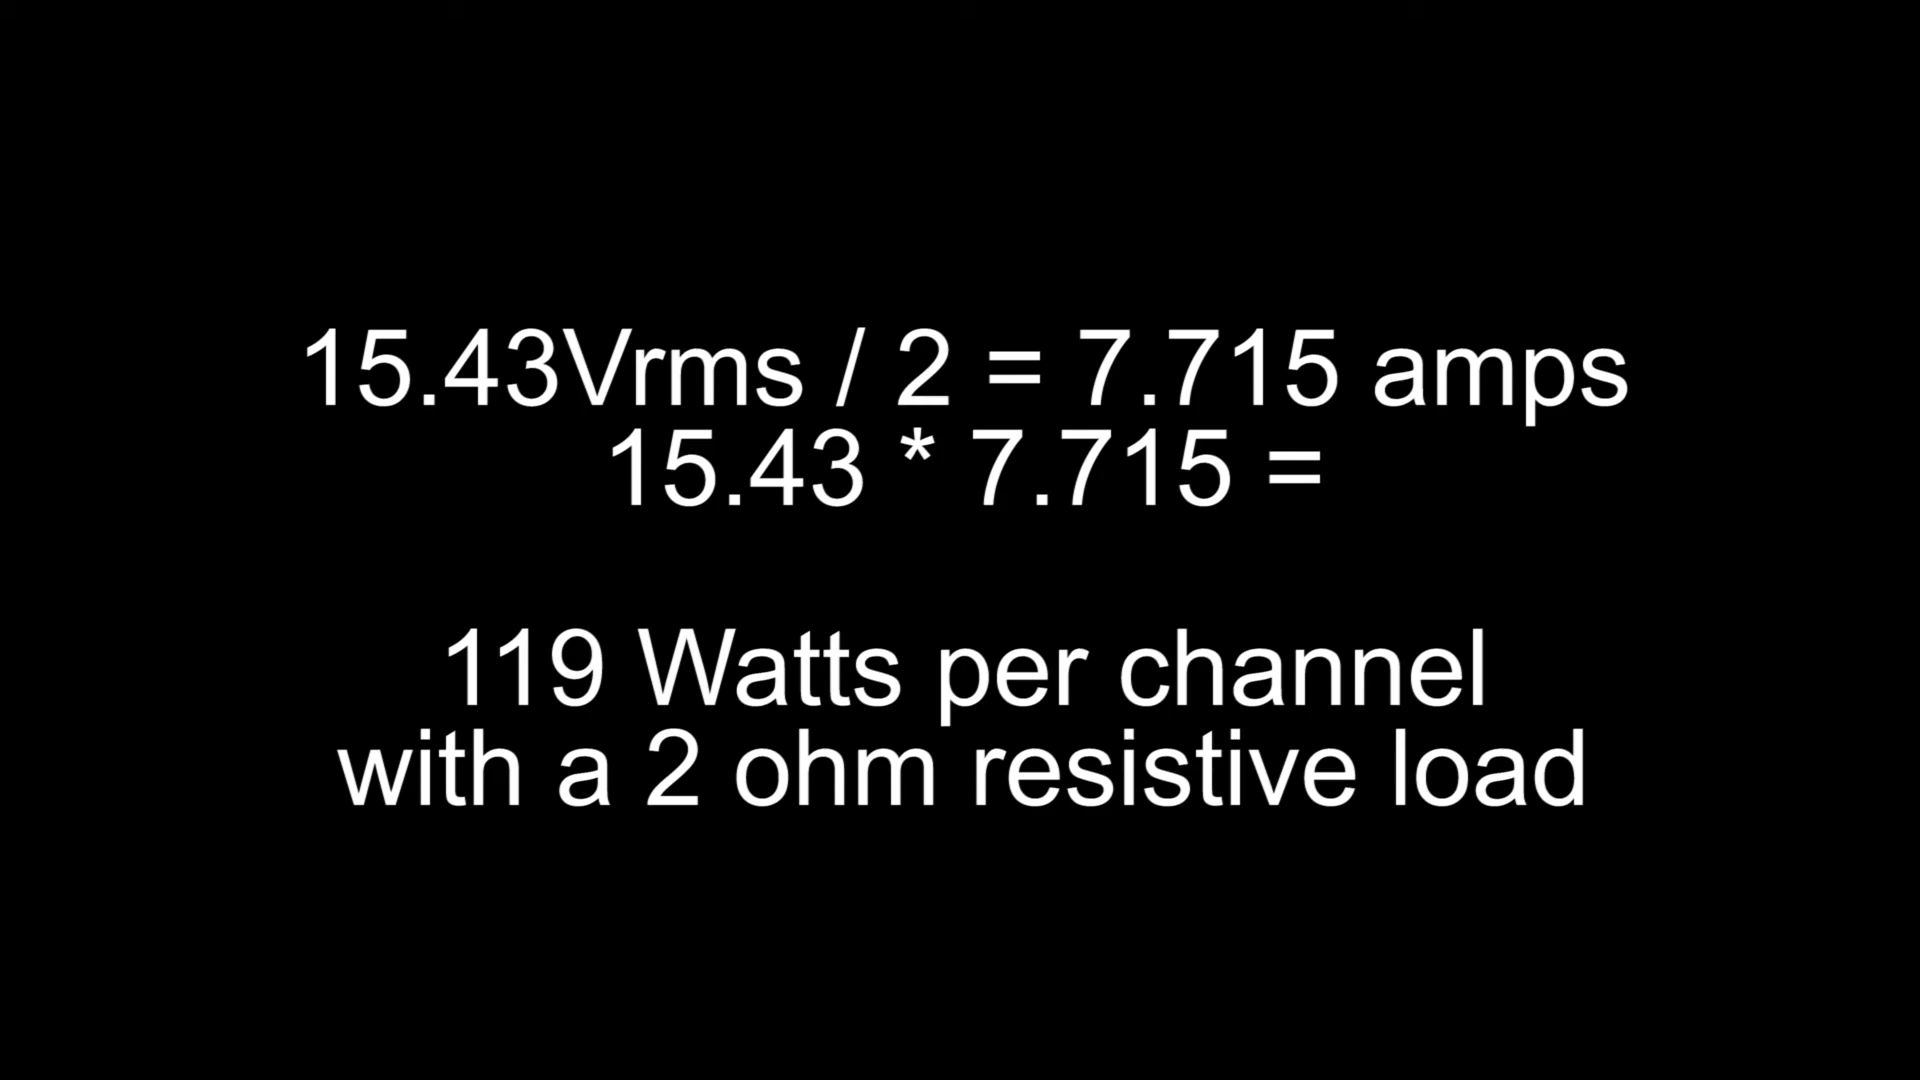 15.43Vrms / 2 = 7.715 amps
15.43 * 7.715 =
119 Watts per channel
with a 2 ohm resistive load